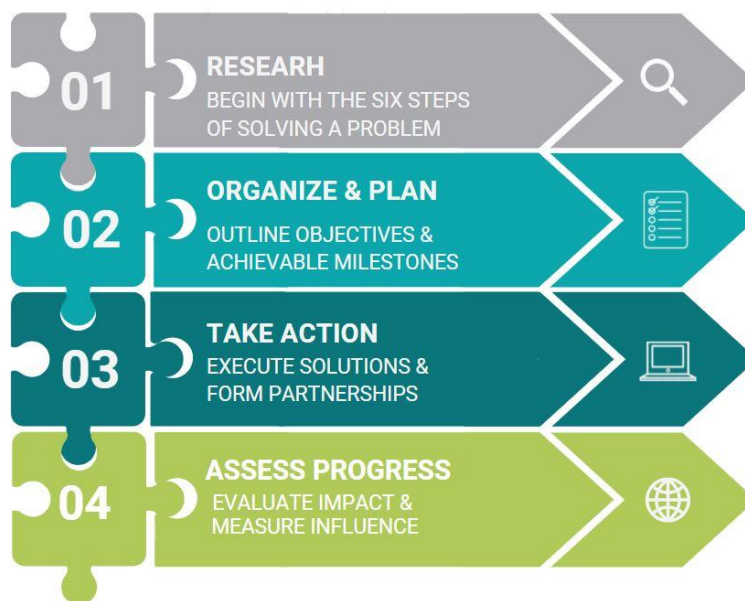 01
RESEARH
BEGIN WITH THE SIX STEPS
OF SOLVING A PROBLEM
02
ORGANIZE & PLAN
OUTLINE OBJECTIVES &
ACHIEVABLE MILESTONES
03
TAKE ACTION
EXECUTE SOLUTIONS &
FORM PARTNERSHIPS
04
ASSESS PROGRESS
EVALUATE IMPACT &
MEASURE INFLUENCE